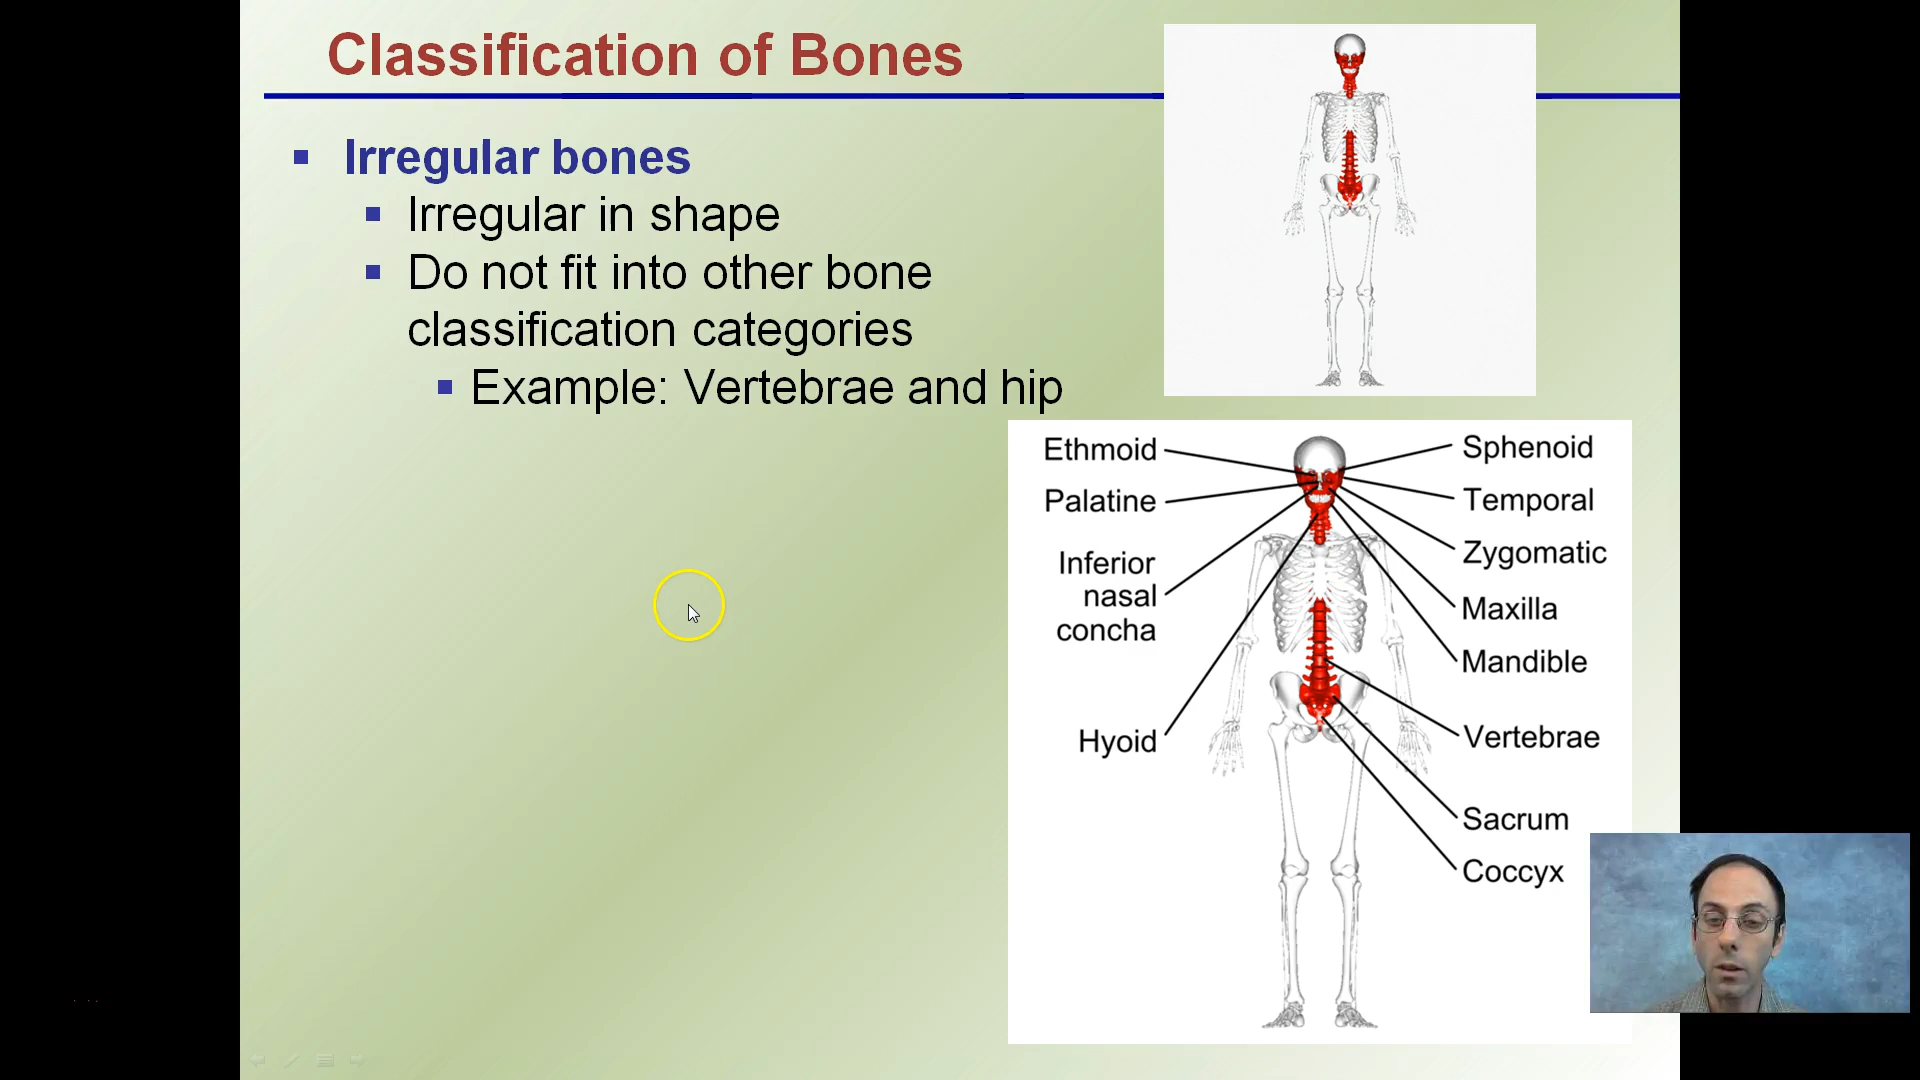 Classification of Bones
Irregular bones
Irregular in shape
Do not fit into other bone
classification categories
Example: Vertebrae and hip
Ethmoid
Palatine
Inferior
nasal
concha
Hyoid
Sphenoid
Temporal
Zygomatic
Maxilla
Mandible
Vertebrae
Sacrum
Coccyx